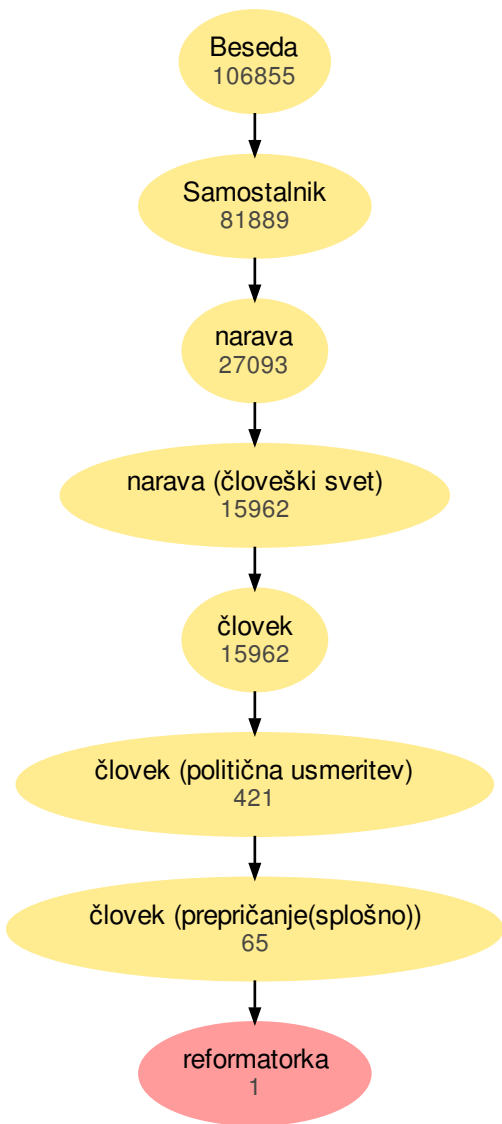 Beseda
106855
Samostalnik
81889
narava
27093
narava (človeški svet)
15962
človek
15962
človek (politična usmeritev)
421
človek (prepričanje(splošno))
65
reformatorka
1